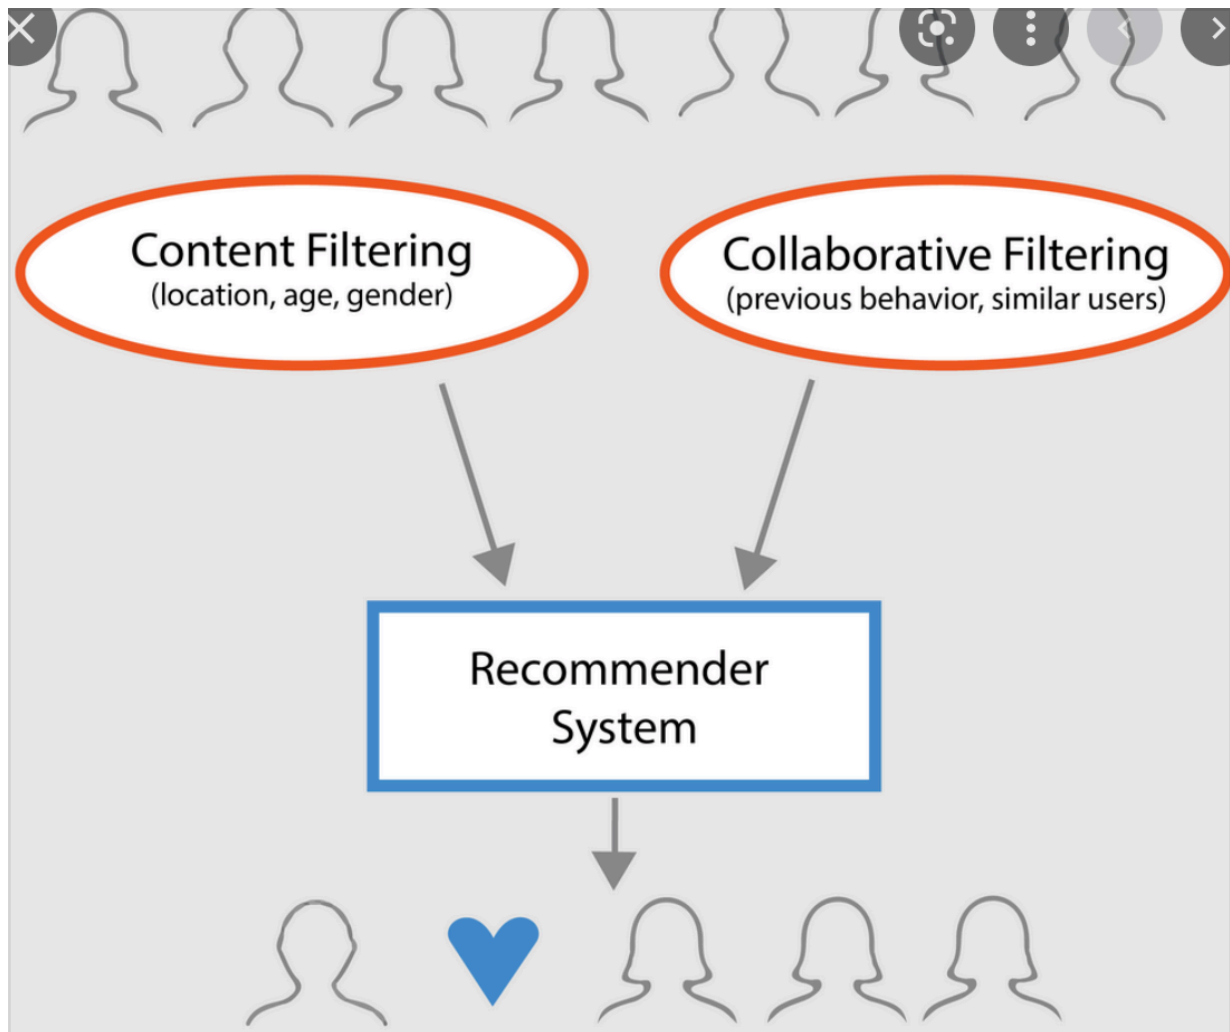 Content Filtering
(location, age, gender)
Collaborative Filtering
(previous behavior, similar users)
Recommender
System